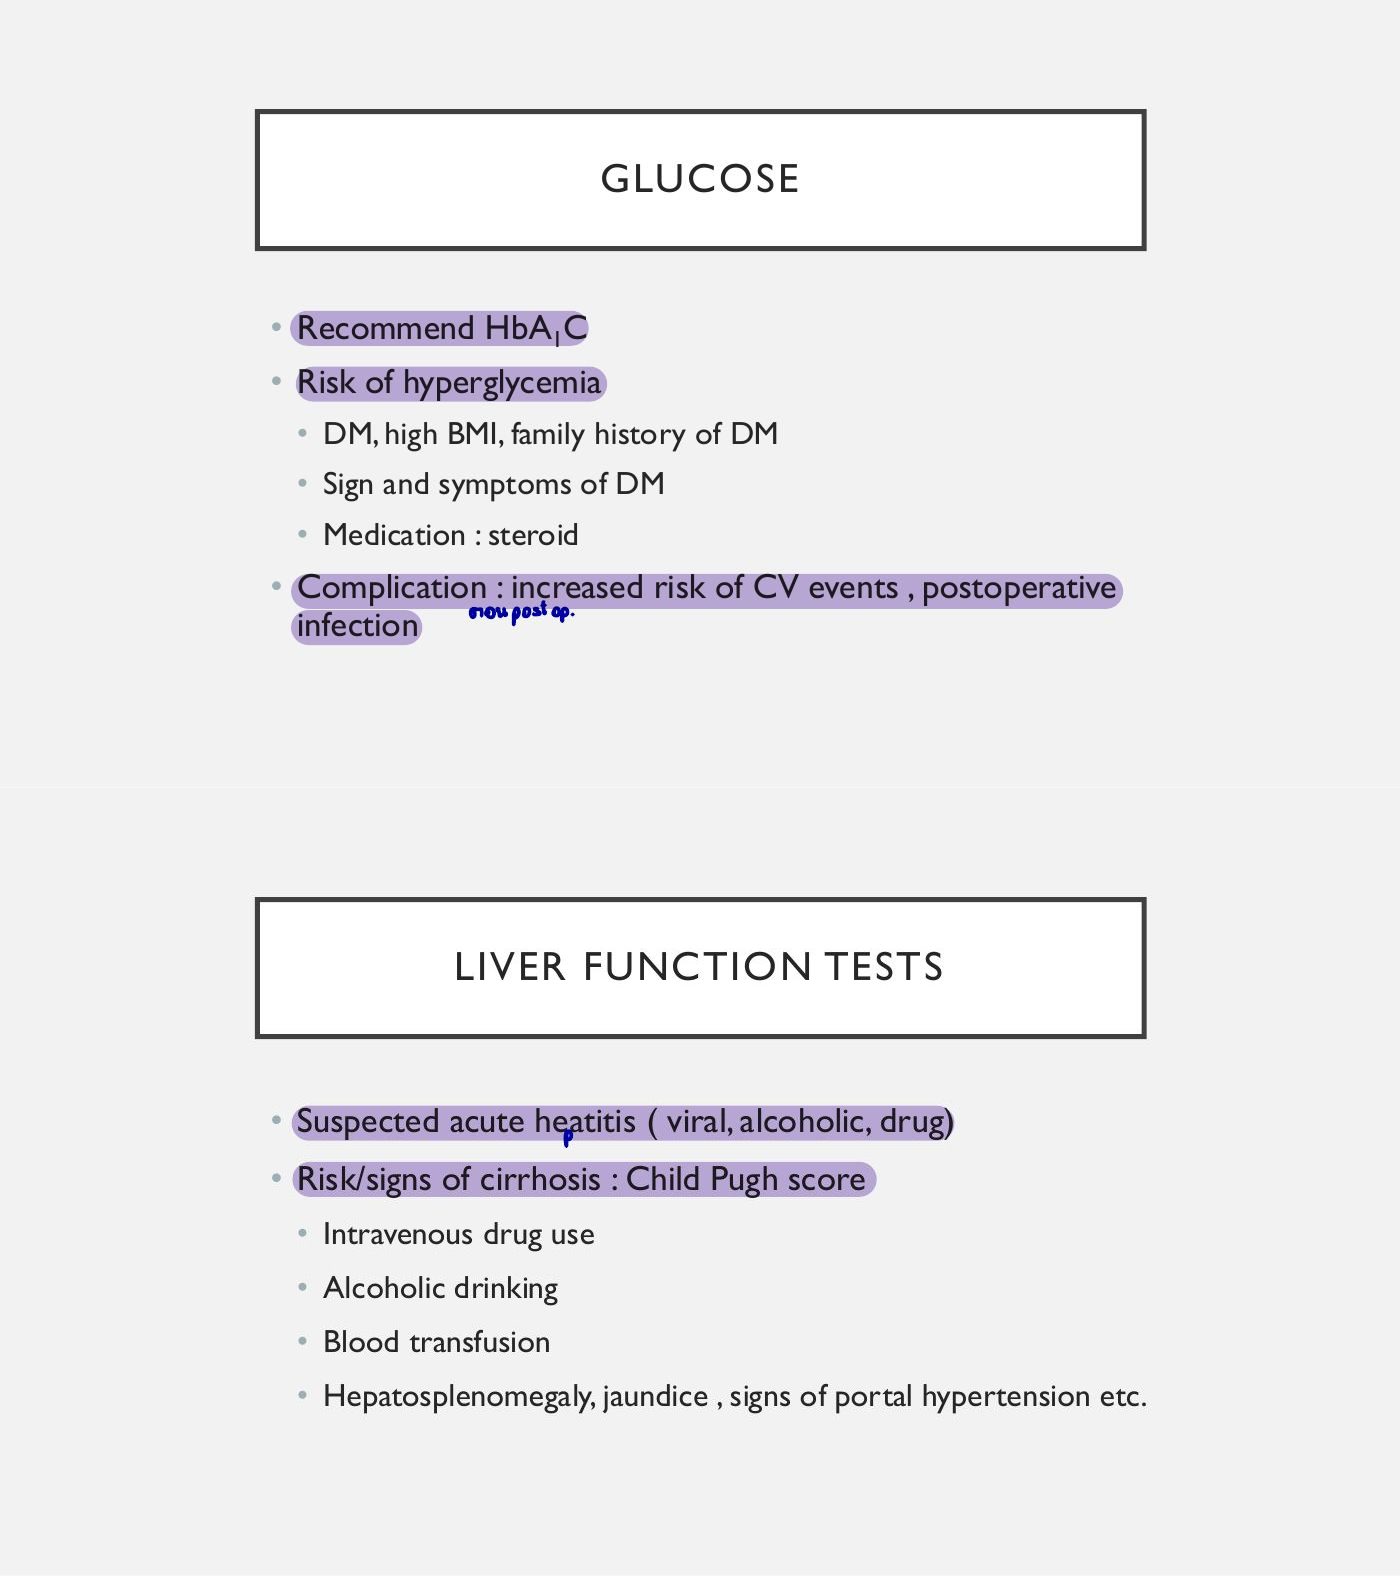 GLUCOSE
• Recommend HbA₁C
• Risk of hyperglycemia
• DM, high BMI, family history of DM
• Sign and symptoms of DM
• Medication : steroid
• Complication : increased risk of CV events , postoperative
post op.
infection
LIVER FUNCTION TESTS
• Suspected acute heatitis ( viral, alcoholic, drug)
p
• Risk/signs of cirrhosis : Child Pugh score
• Intravenous drug use
• Alcoholic drinking
• Blood transfusion
• Hepatosplenomegaly, jaundice , signs of portal hypertension etc.